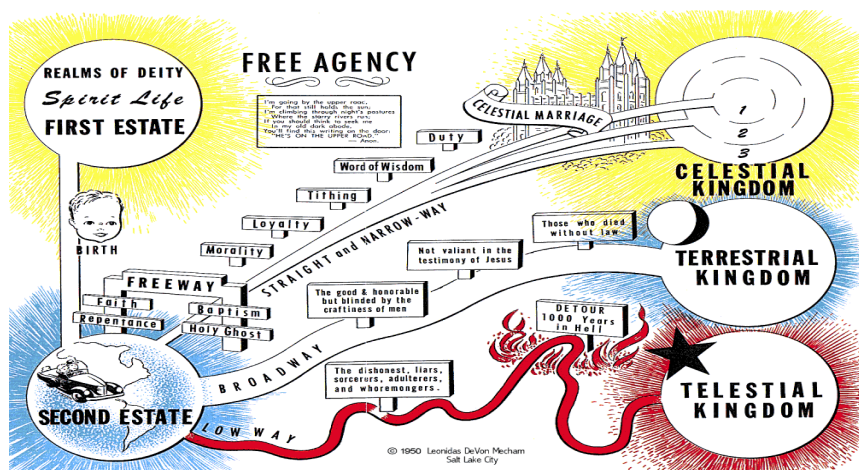 REALMS OF DEITY
Spirit Life
FIRST ESTATE
FREE AGENCY
I'm going by the upper road,
For that still holds the sun,
I'm climbing through night's pastures
Where the starry rivers run;
If you should think to seek me
In my old dark abode,
You'll find this writing on the door:
"HE'S ON THE UPPER ROAD."
— Anon.
CELESTIAL MARRIAGE
1
2
3
CELESTIAL
KINGDOM
Duty
Word of Wisdom
Tithing
Loyalty
Morality
BIRTH
FREEWAY
Faith
Repentance
Baptism
Holy Ghost
STRAIGHT and NARROW-WAY
Those who died
without law
Not valiant in the
testimony of Jesus
The good & honorable
but blinded by the
craftiness of men
TERRESTRIAL
KINGDOM
BROADWAY
DETOUR
1000 Years
in Hell
The dishonest, liars,
sorcerers, adulterers,
and whoremongers.
SECOND ESTATE
LOW WAY
TELESTIAL
KINGDOM
© 1950 Leonidas DeVon Mecham
Salt Lake City